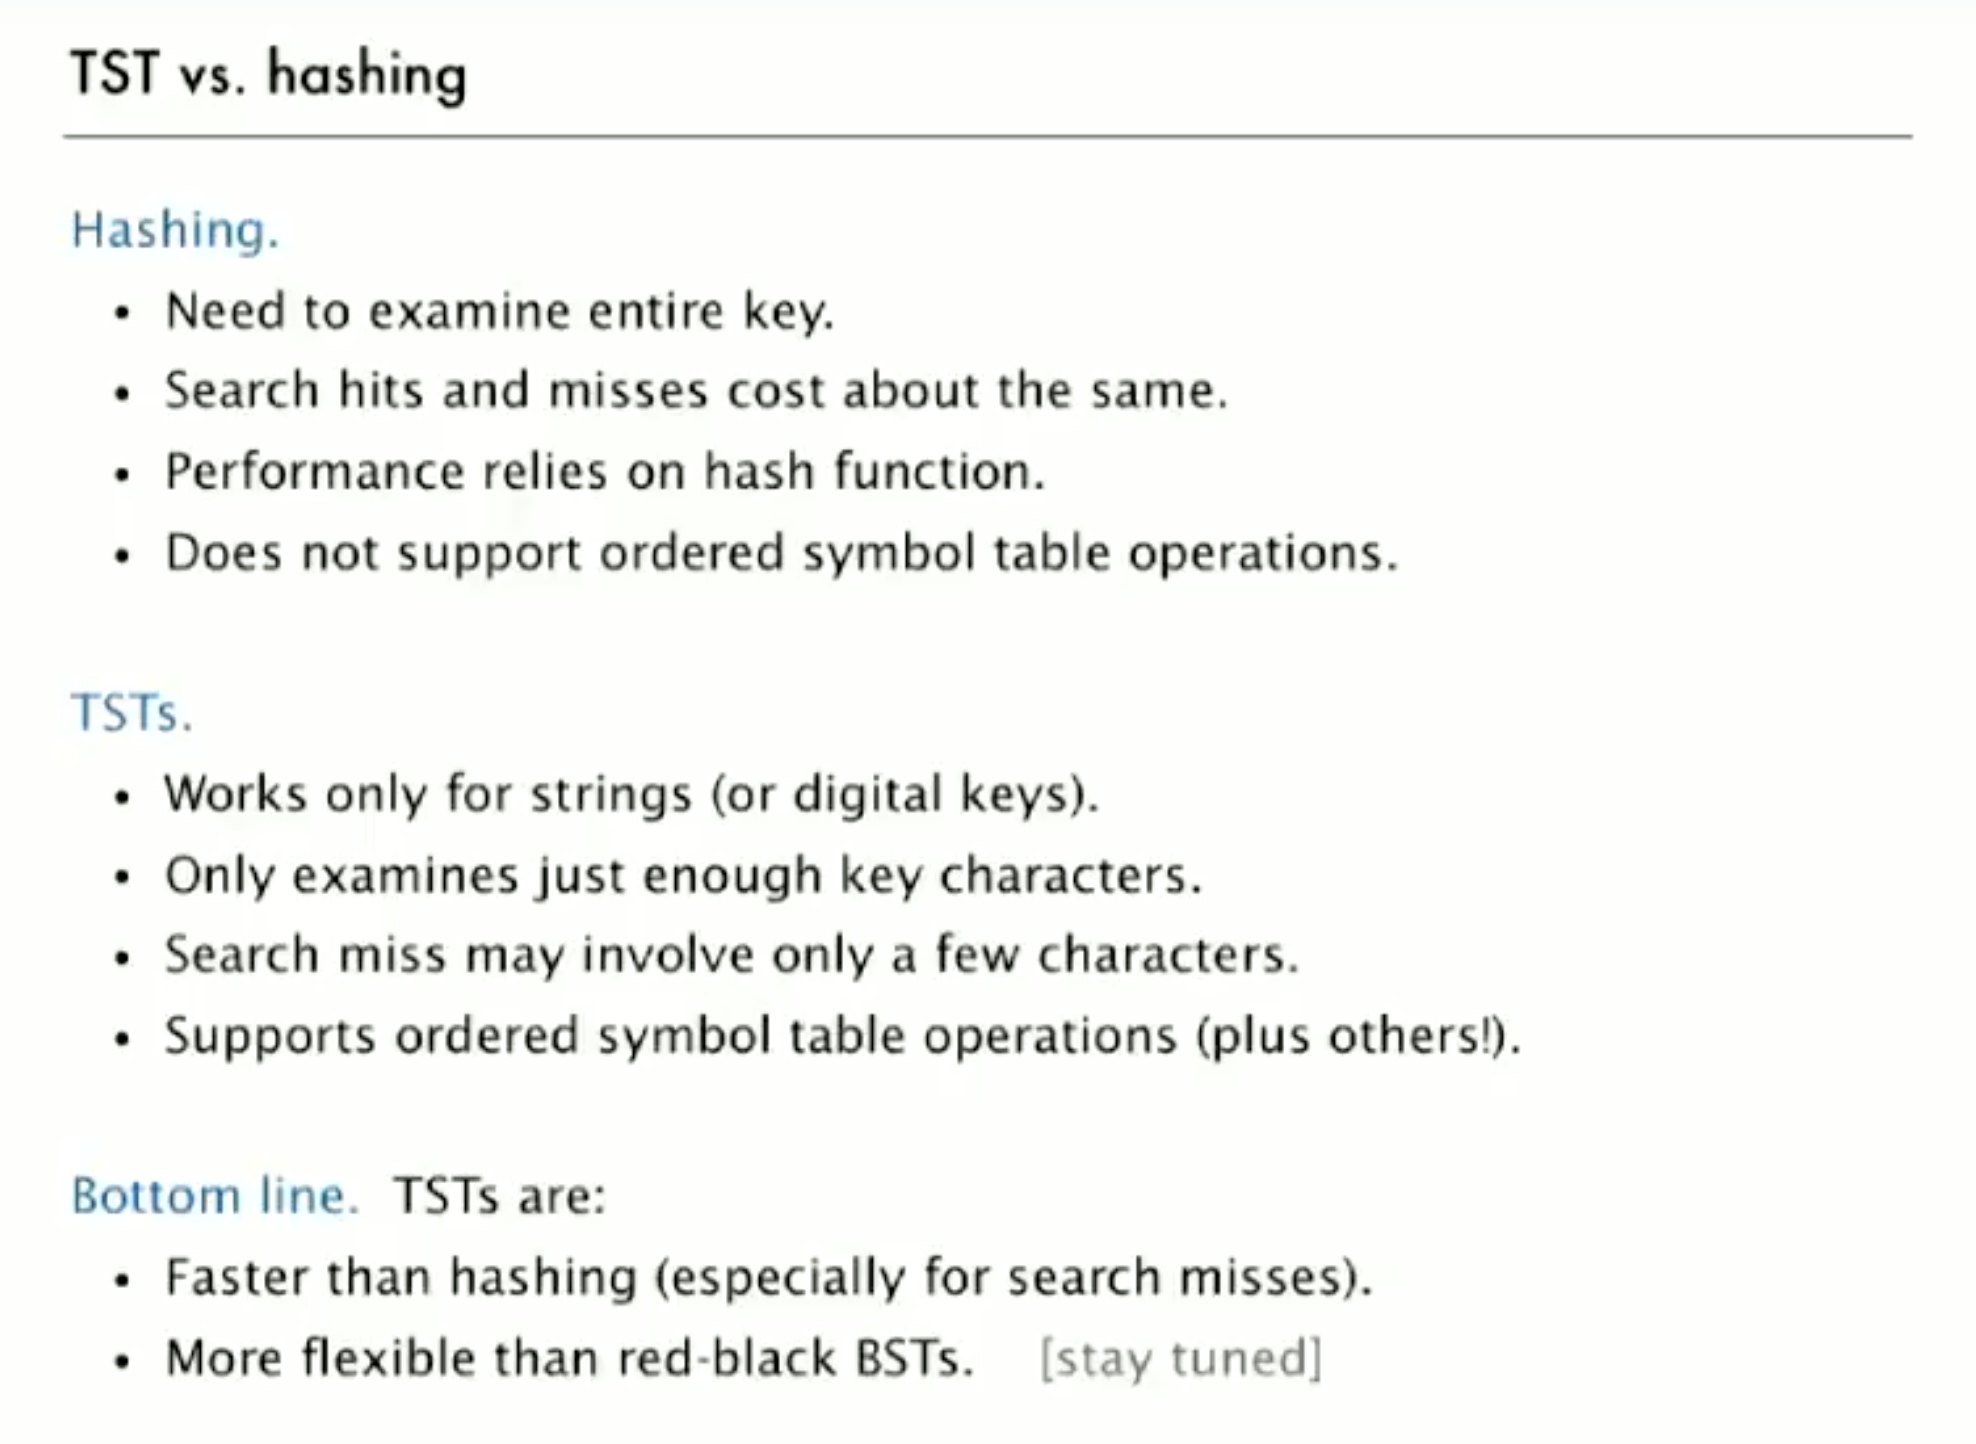 TST vs. hashing
Hashing.
• Need to examine entire key.
• Search hits and misses cost about the same.
• Performance relies on hash function.
• Does not support ordered symbol table operations.
TSTs.
• Works only for strings (or digital keys).
• Only examines just enough key characters.
• Search miss may involve only a few characters.
• Supports ordered symbol table operations (plus others!).
Bottom line. TSTs are:
• Faster than hashing (especially for search misses).
• More flexible than red-black BSTs. [stay tuned]